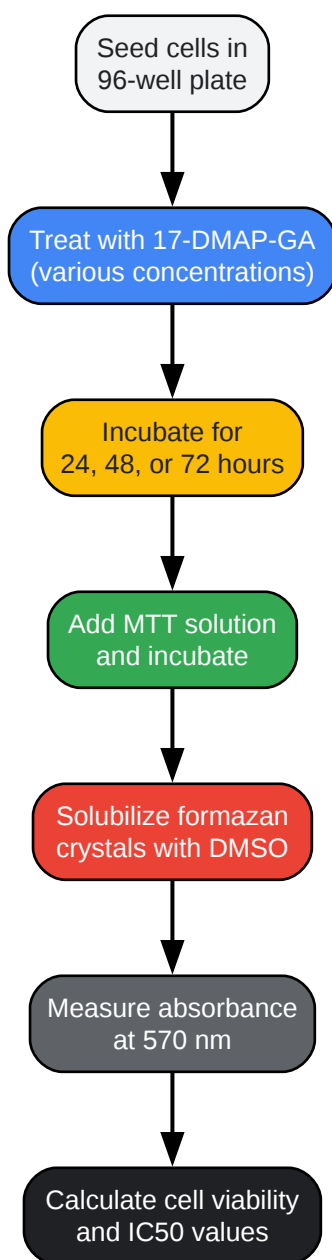 Seed cells in
96-well plate
Treat with 17-DMAP-GA
(various concentrations)
Incubate for
24, 48, or 72 hours
Add MTT solution
and incubate
Solubilize formazan
crystals with DMSO
Measure absorbance
at 570 nm
Calculate cell viability
and IC50 values